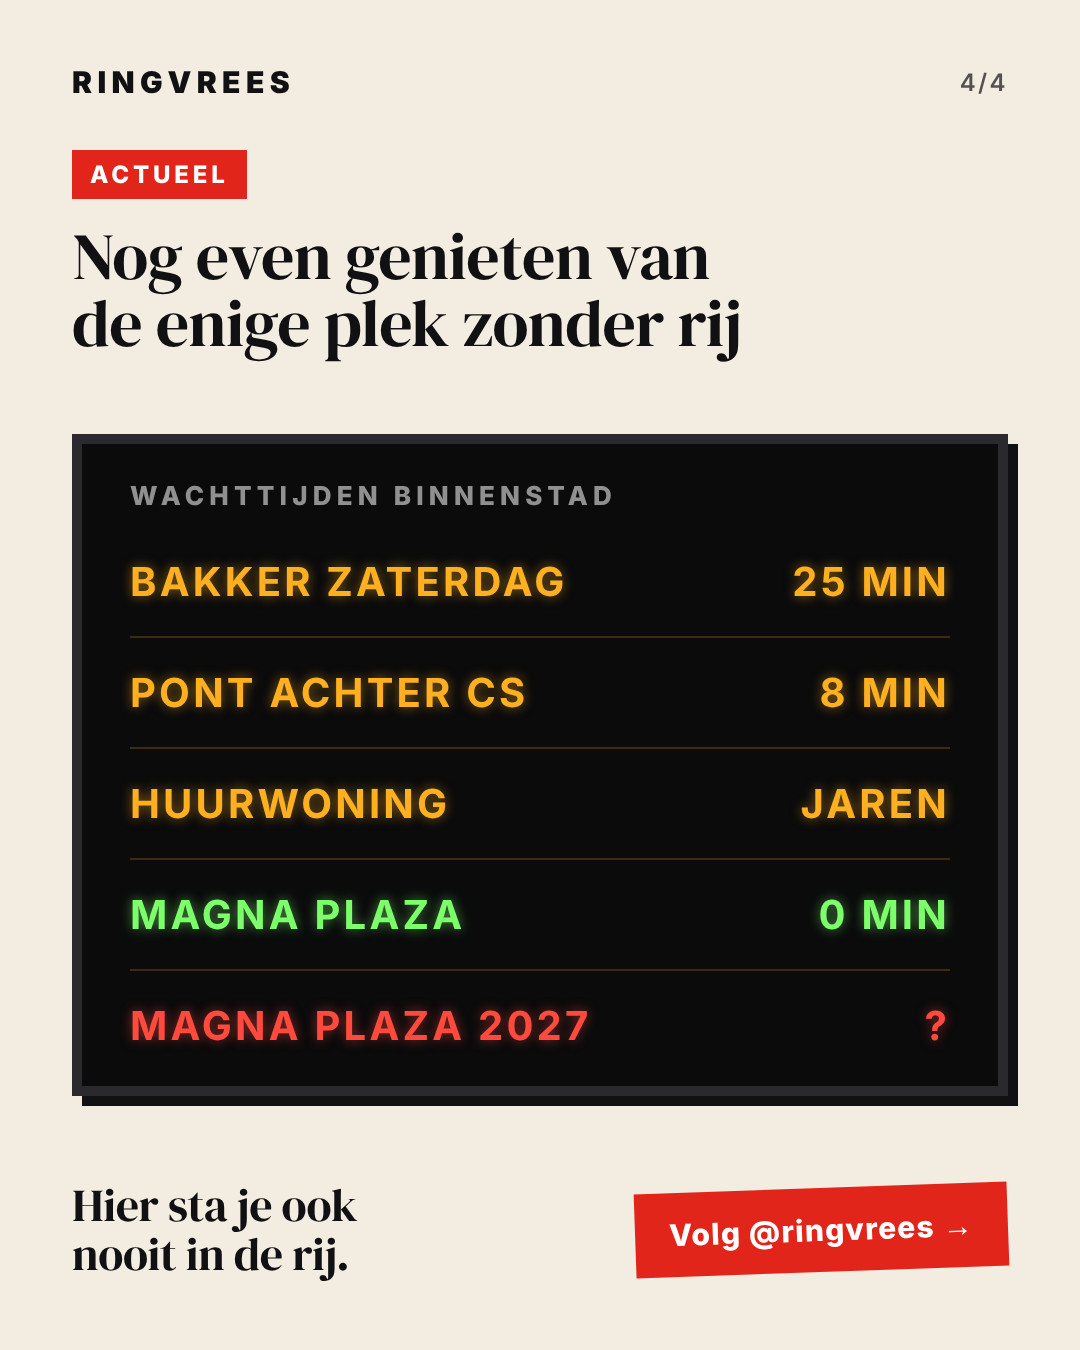 RINGVREES
4/4
ACTUEEL
Nog even genieten van
de enige plek zonder rij
WACHTTIJDEN BINNENSTAD
BAKKER ZATERDAG 25 MIN
PONT ACHTER CS 8 MIN
HUURWONING JAREN
MAGNA PLAZA 0 MIN
MAGNA PLAZA 2027 ?
Hier sta je ook
nooit in de rij.
Volg @ringvrees →